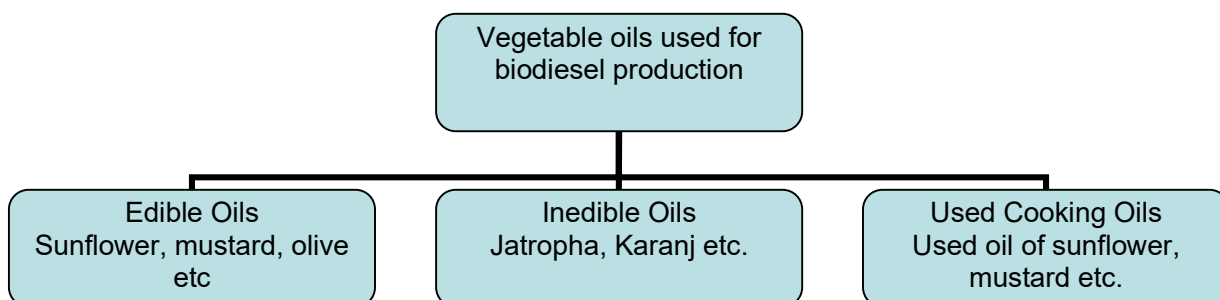 Vegetable oils used for
biodiesel production
Edible Oils
Sunflower, mustard, olive
etc
Inedible Oils
Jatropha, Karanj etc.
Used Cooking Oils
Used oil of sunflower,
mustard etc.